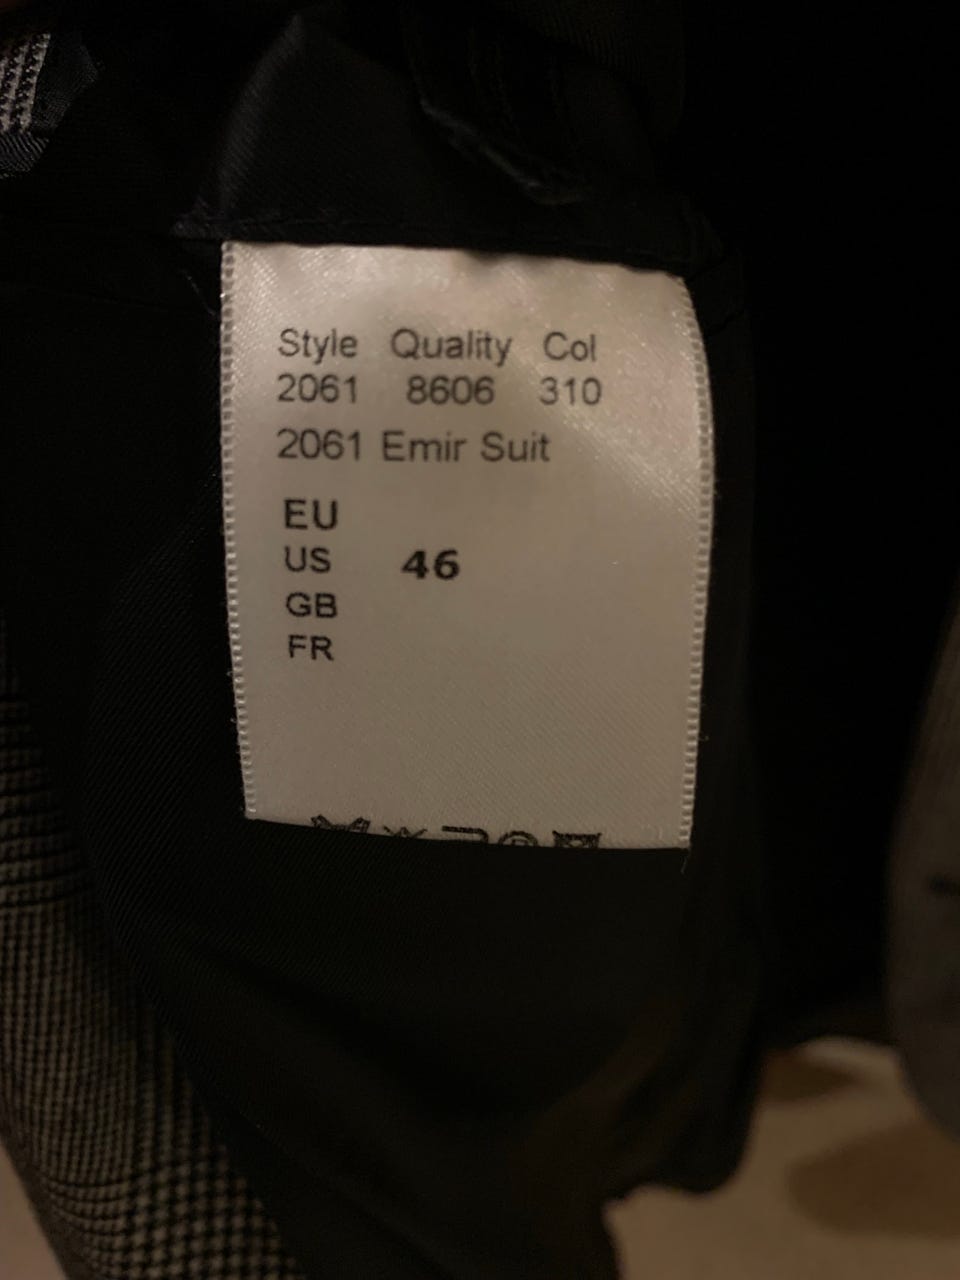 Style Quality Col
2061 8606 310
2061 Emir Suit
EU
US 46
GB
FR